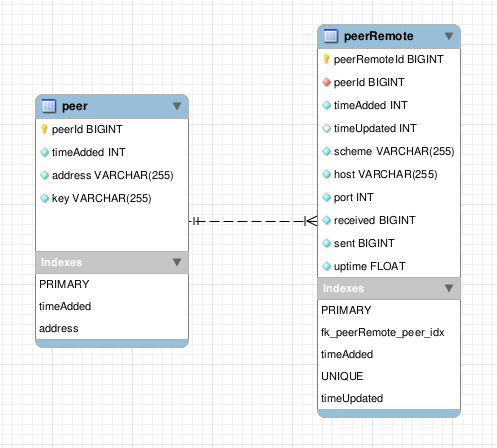 peer
peerId BIGINT
timeAdded INT
address VARCHAR(255)
key VARCHAR(255)
Indexes
PRIMARY
timeAdded
address
peerRemote
peerRemoteId BIGINT
peerId BIGINT
timeAdded INT
timeUpdated INT
scheme VARCHAR(255)
host VARCHAR(255)
port INT
received BIGINT
sent BIGINT
uptime FLOAT
Indexes
PRIMARY
fk_peerRemote_peer_idx
timeAdded
UNIQUE
timeUpdated